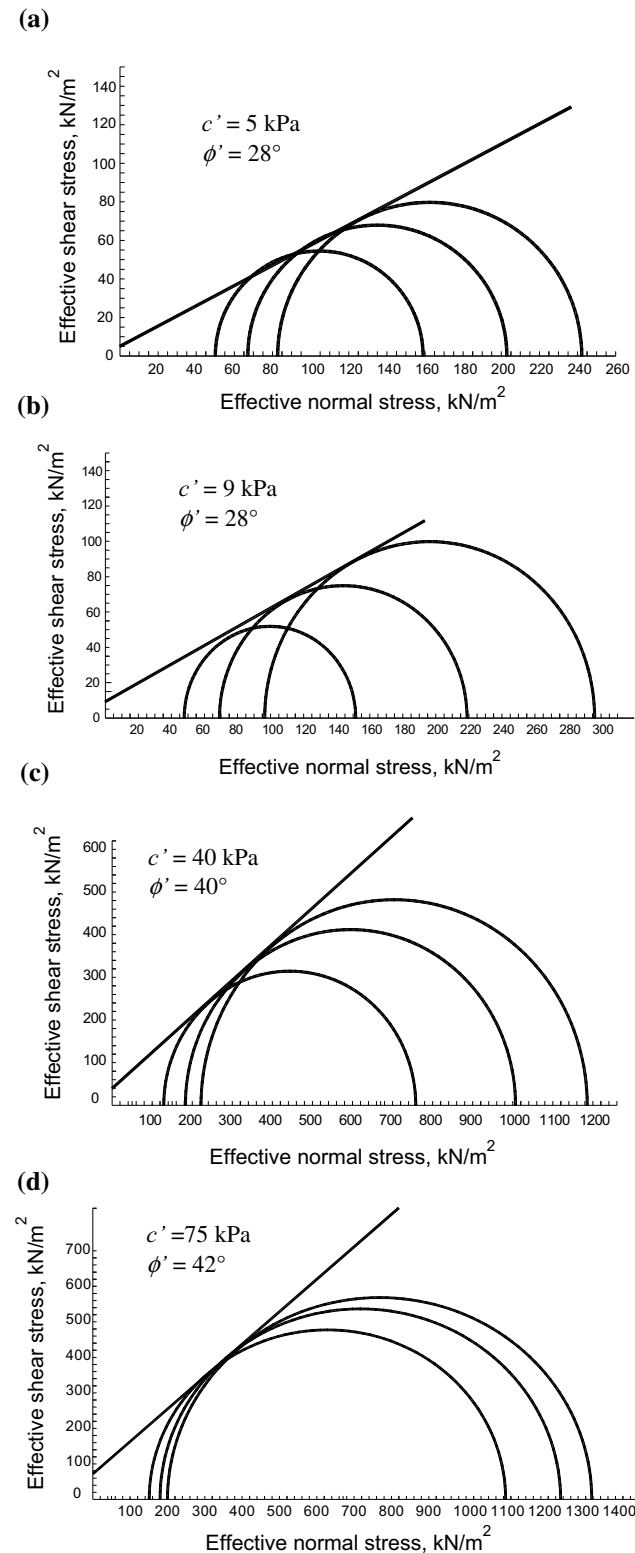 (a)
Effective shear stress, kN/m²
140
120
100
80
60
40
20
0
c' = 5 kPa
ϕ' = 28°
20 40 60 80 100 120 140 160 180 200 220 240 260
Effective normal stress, kN/m²
(b)
Effective shear stress, kN/m²
140
120
100
80
60
40
20
0
c' = 9 kPa
ϕ' = 28°
20 40 60 80 100 120 140 160 180 200 220 240 260 280 300
Effective normal stress, kN/m²
(c)
Effective shear stress, kN/m²
600
500
400
300
200
100
0
c' = 40 kPa
ϕ' = 40°
100 200 300 400 500 600 700 800 900 1000 1100 1200
Effective normal stress, kN/m²
(d)
Effective shear stress, kN/m²
700
600
500
400
300
200
100
0
c' =75 kPa
ϕ' = 42°
100 200 300 400 500 600 700 800 900 1000 1100 1200 1300 1400
Effective normal stress, kN/m²